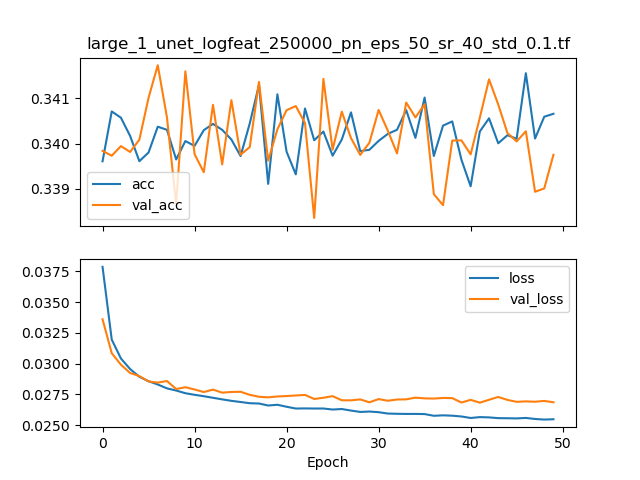 large_1_unet_logfeat_250000_pn_eps_50_sr_40_std_0.1.tf
0.341
0.340
0.339
acc
val_acc
0.0375
0.0350
0.0325
0.0300
0.0275
0.0250
loss
val_loss
0 10 20 30 40 50
Epoch